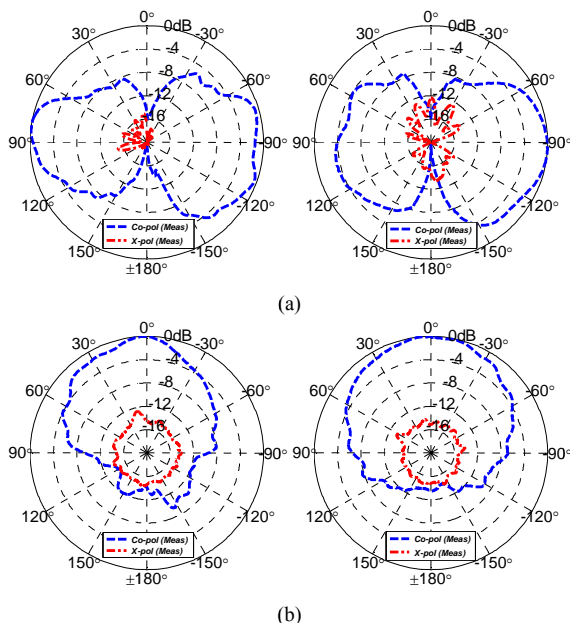 0° 0dB
30° -30°
-4
60° -8 -60°
-12
-16
90° -90°
120° -120°
Co-pol (Meas)
X-pol (Meas)
150° -150°
±180°
0° 0dB
30° -30°
-4
60° -8 -60°
-12
-16
90° -90°
120° -120°
Co-pol (Meas)
X-pol (Meas)
150° -150°
±180°
(a)
0° 0dB
30° -30°
-4
60° -8 -60°
-12
-16
90° -90°
120° -120°
Co-pol (Meas)
X-pol (Meas)
150° -150°
±180°
0° 0dB
30° -30°
-4
60° -8 -60°
-12
-16
90° -90°
120° -120°
Co-pol (Meas)
X-pol (Meas)
150° -150°
±180°
(b)